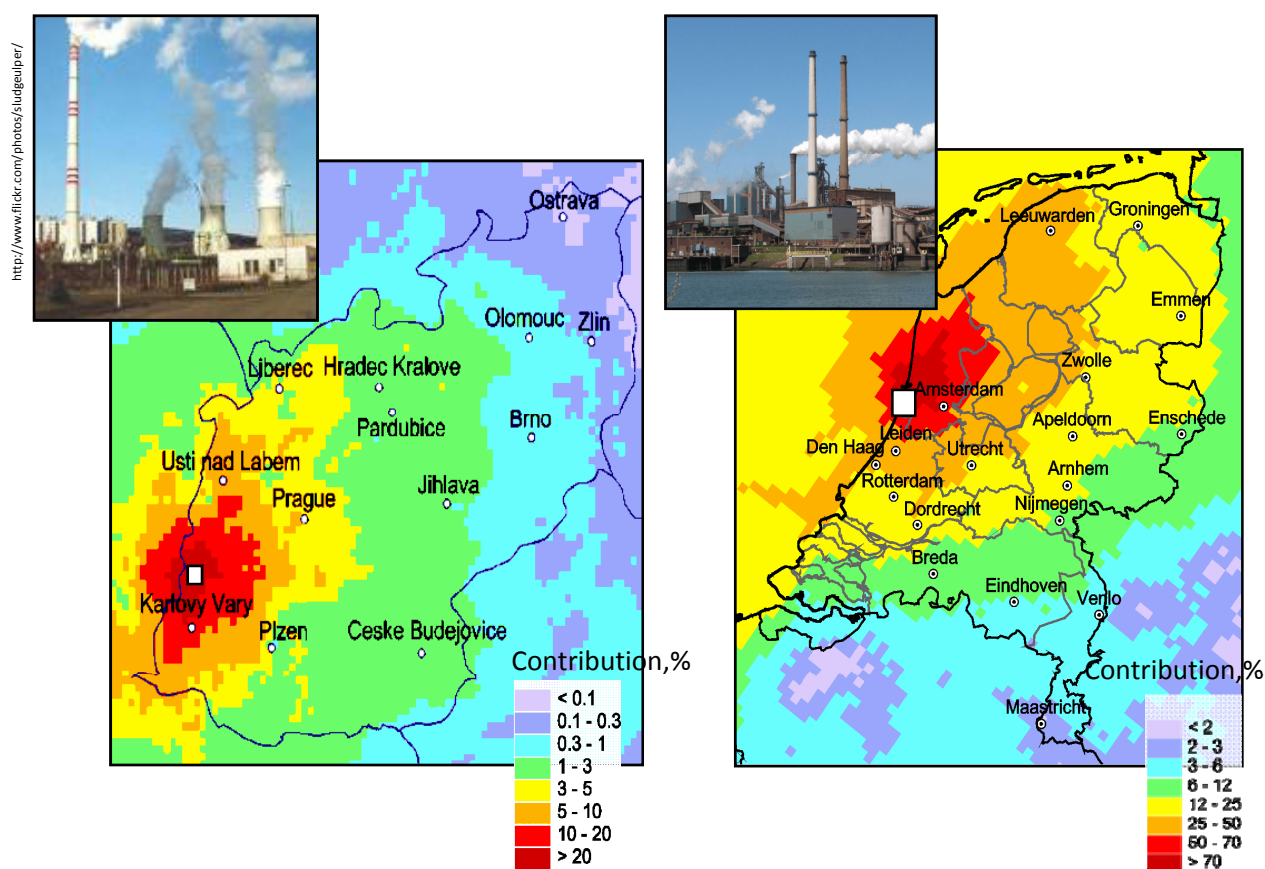 http://www.flickr.com/photos/sludgeulper/
Ostrava
Olomouc
Zlin
Liberec
Hradec Kralove
Pardubice
Brno
Usti nad Labem
Jihlava
Prague
Karlovy Vary
Plzen
Ceske Budejovice
Contribution,%
< 0.1
0.1 - 0.3
0.3 - 1
1 - 3
3 - 5
5 - 10
10 - 20
> 20
Leeuwarden
Groningen
Emmen
Zwolle
Amsterdam
Apeldoorn
Enschede
Leiden
Den Haag
Utrecht
Arnhem
Rotterdam
Nijmegen
Dordrecht
Breda
Eindhoven
Venlo
Maastricht
Contribution,%
< 2
2 - 3
3 - 6
6 - 12
12 - 25
25 - 50
50 - 70
> 70